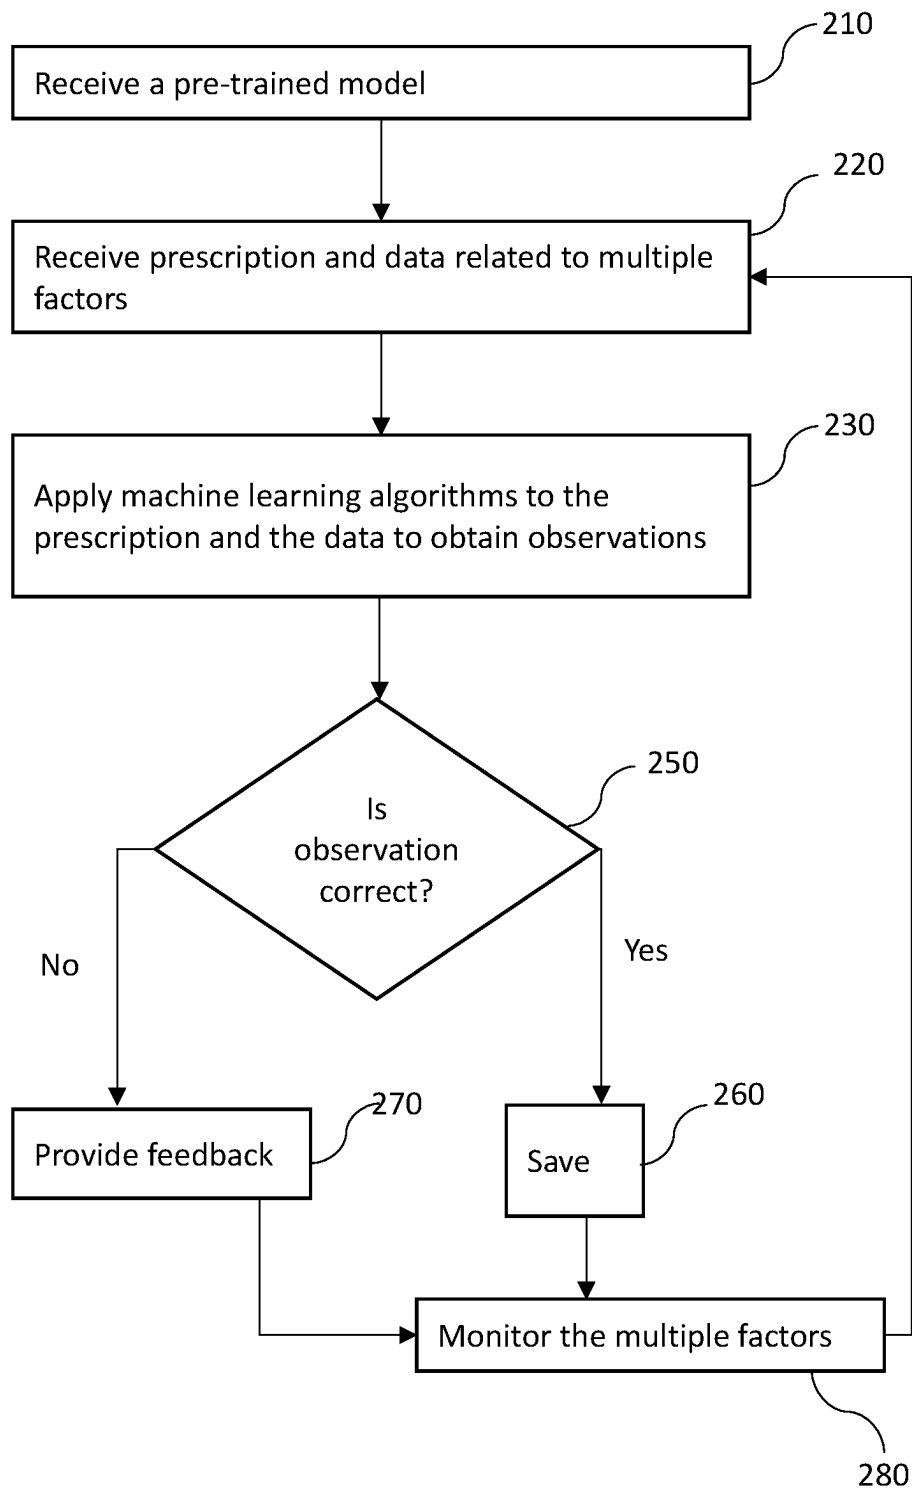 210
Receive a pre-trained model
220
Receive prescription and data related to multiple
factors
230
Apply machine learning algorithms to the
prescription and the data to obtain observations
250
Is
observation
correct?
No
Yes
270
Provide feedback
260
Save
Monitor the multiple factors
280